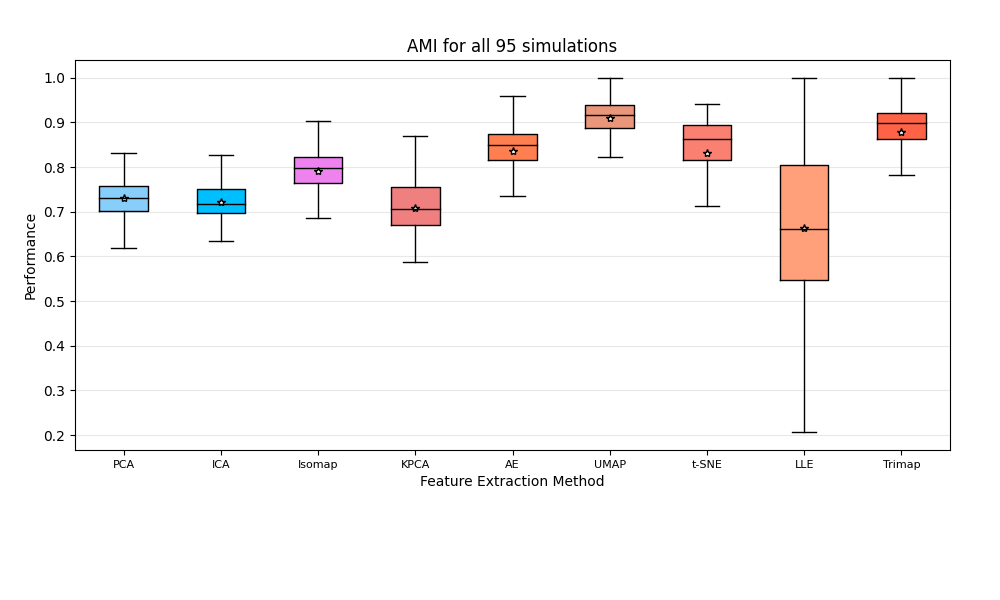 AMI for all 95 simulations
1.0
0.9
0.8
0.7
0.6
0.5
0.4
0.3
0.2
Performance
PCA ICA Isomap KPCA AE UMAP t-SNE LLE Trimap
Feature Extraction Method